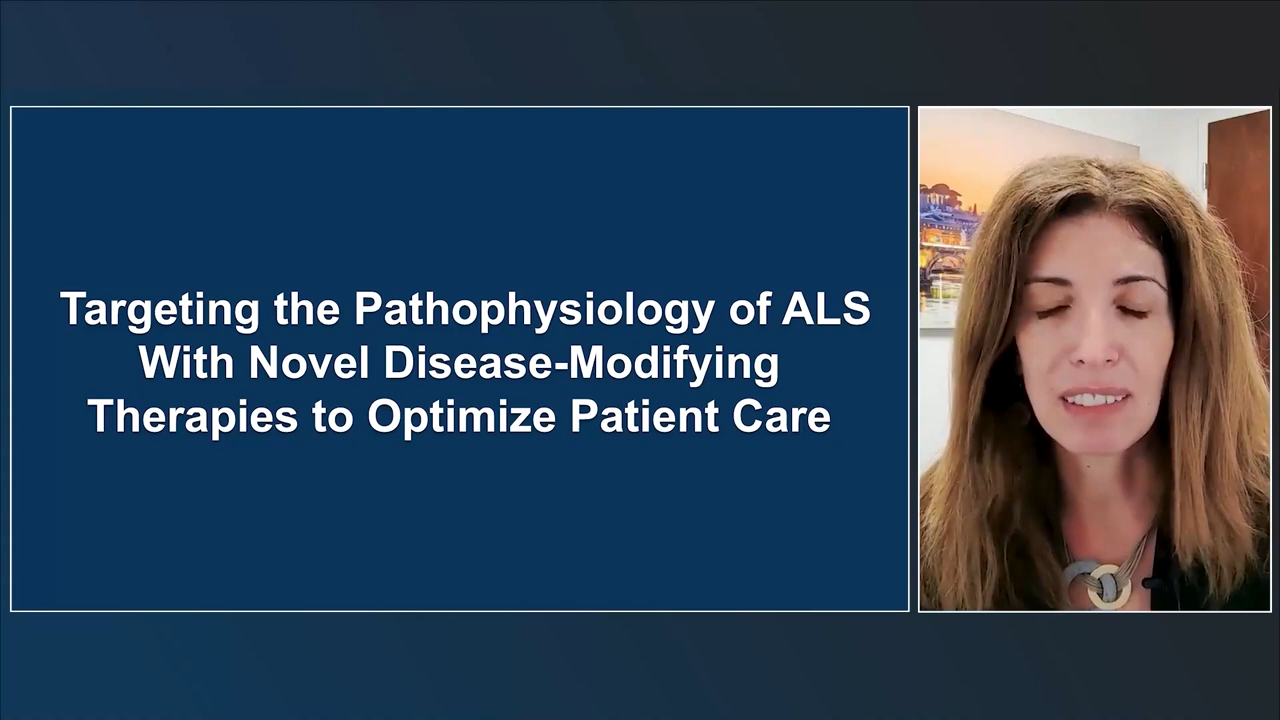 Targeting the Pathophysiology of ALS
With Novel Disease-Modifying
Therapies to Optimize Patient Care